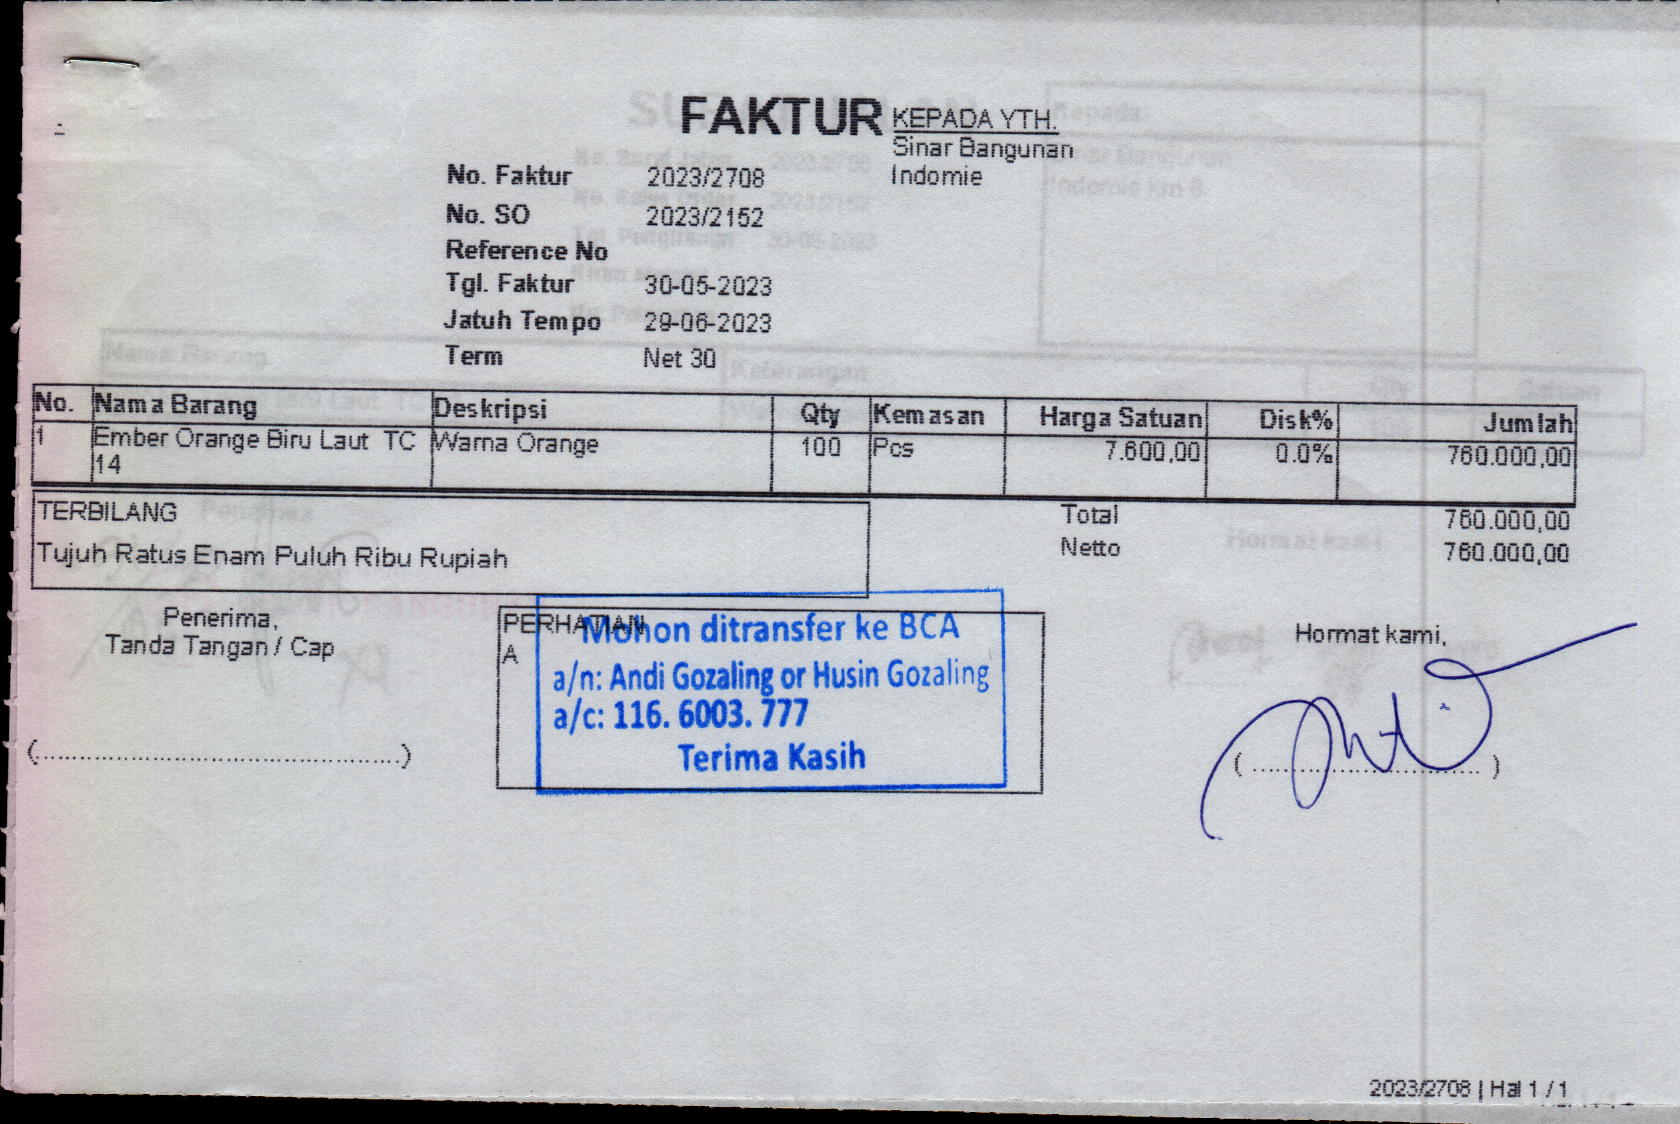 FAKTUR
KEPADA YTH.
Sinar Bangunan
Indomie
No. Faktur 2023/2708
No. SO 2023/2152
Reference No
Tgl. Faktur 30-05-2023
Jatuh Tempo 29-06-2023
Term Net 30
No. Nama Barang Deskripsi Qty Kemasan Harga Satuan Disk% Jumlah
1 Ember Orange Biru Laut TC Warna Orange 100 Pcs 7.600,00 0.0% 760.000,00
14
TERBILANG
Tujuh Ratus Enam Puluh Ribu Rupiah
Total 760.000,00
Netto 760.000,00
Penerima,
Tanda Tangan / Cap
(............................................)
PERHATIAN
A
Mohon ditransfer ke BCA
a/n: Andi Gozaling or Husin Gozaling
a/c: 116. 6003. 777
Terima Kasih
Hormat kami,
(............................)
2023/2708 | Hal 1 / 1